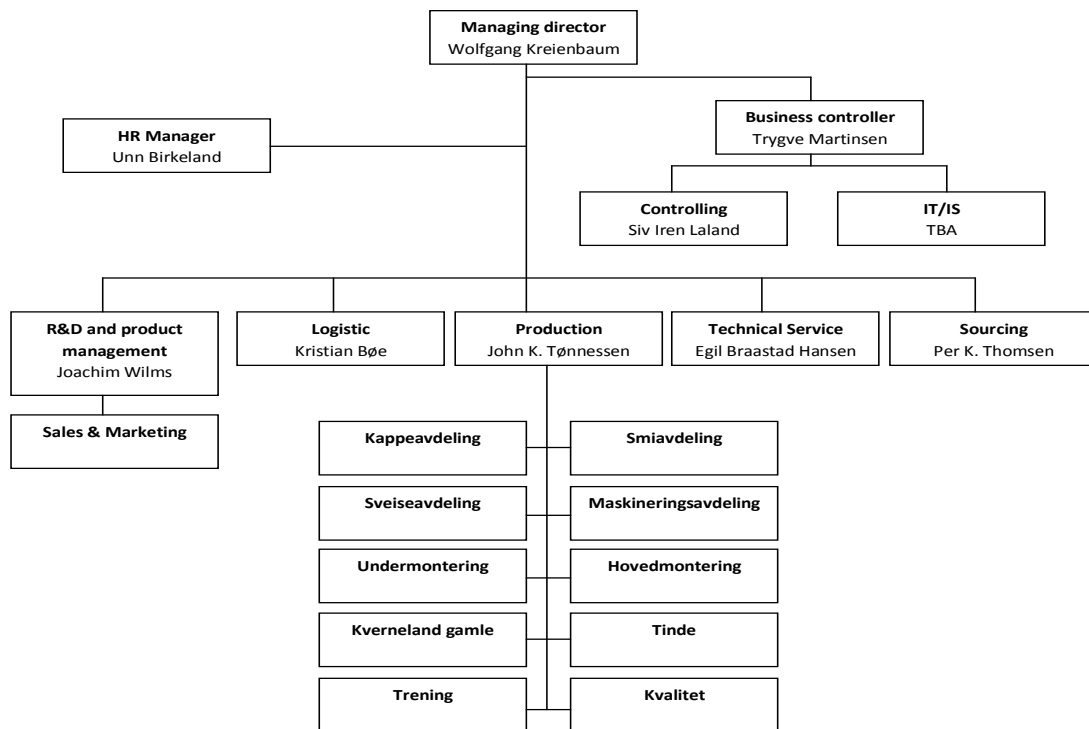 Managing director
Wolfgang Kreienbaum
Business controller
Trygve Martinsen
HR Manager
Unn Birkeland
Controlling
Siv Iren Laland
IT/IS
TBA
R&D and product
management
Joachim Wilms
Logistic
Kristian Bøe
Production
John K. Tønnessen
Technical Service
Egil Braastad Hansen
Sourcing
Per K. Thomsen
Sales & Marketing
Kappeavdeling
Smiavdeling
Sveiseavdeling
Maskineringsavdeling
Undermontering
Hovedmontering
Kverneland gamle
Tinde
Trening
Kvalitet